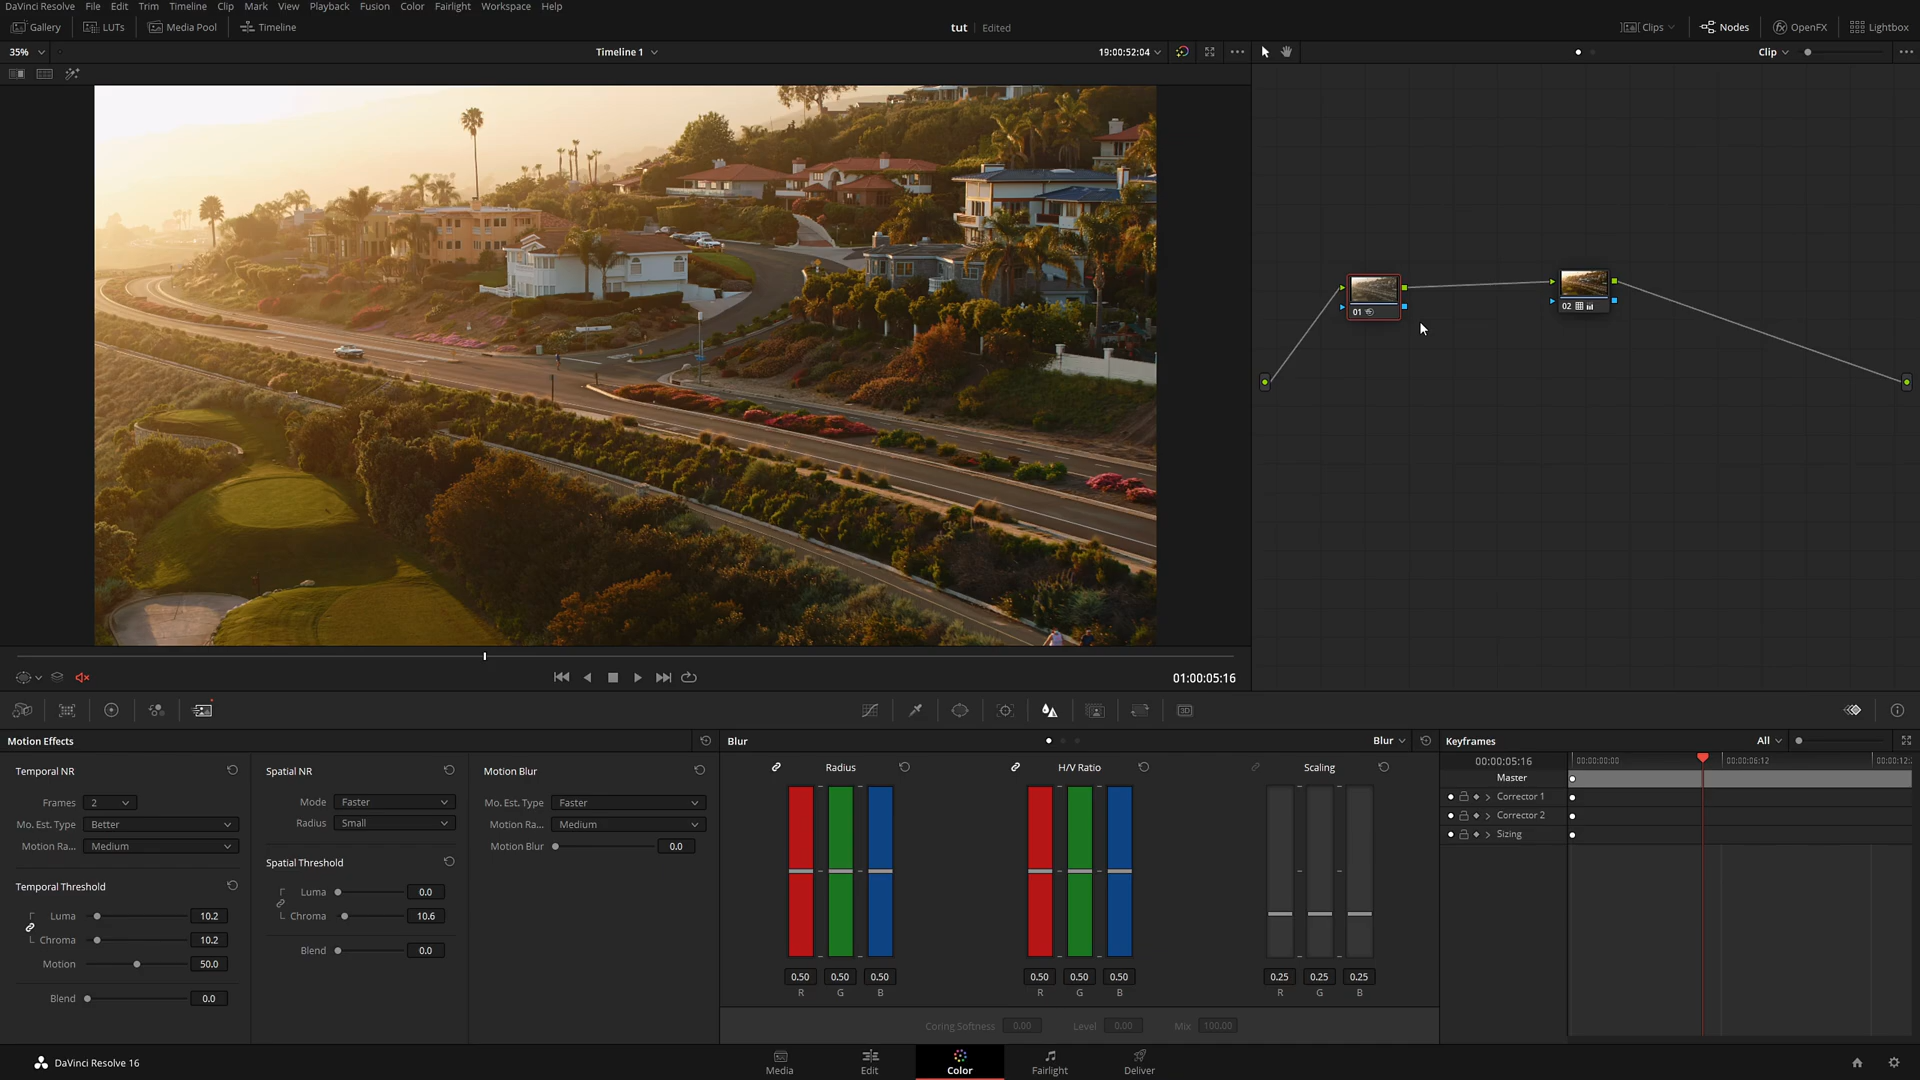 DaVinci Resolve File Edit Trim Timeline Clip Mark View Playback Fusion Color Fairlight Workspace Help
Gallery LUTs Media Pool Timeline tut Edited Clips Nodes OpenFX Lightbox
35% Timeline 1 19:00:52:04 Clip
01
02
01:00:05:16
Motion Effects Blur Blur Keyframes All
Temporal NR
Frames 2
Mo. Est. Type Better
Motion Ra... Medium
Temporal Threshold
Luma 10.2
Chroma 10.2
Motion 50.0
Blend 0.0
Spatial NR
Mode Faster
Radius Small
Spatial Threshold
Luma 0.0
Chroma 10.6
Blend 0.0
Motion Blur
Mo. Est. Type Faster
Motion Ra... Medium
Motion Blur 0.0
Radius H/V Ratio Scaling
0.50 0.50 0.50 0.50 0.50 0.50 0.25 0.25 0.25
R G B R G B R G B
Coring Softness 0.00 Level 0.00 Mix 100.00
00:00:05:16 00:00:00:00 00:00:06:12 00:00:12:
Master
Corrector 1
Corrector 2
Sizing
DaVinci Resolve 16 Media Edit Color Fairlight Deliver